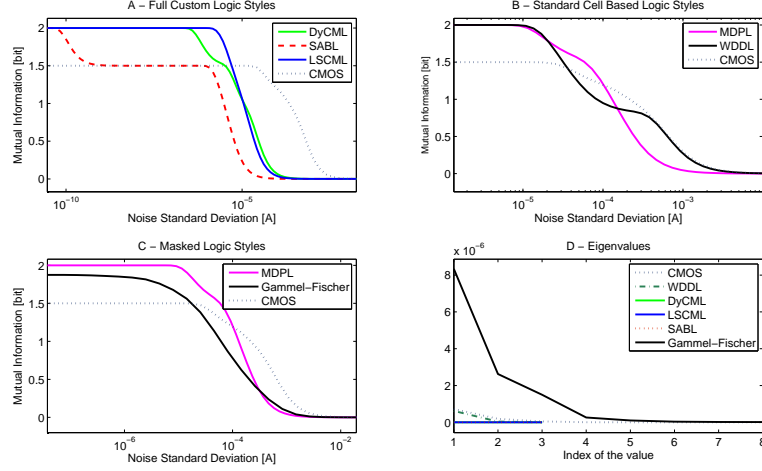 A − Full Custom Logic Styles
Mutual Information [bit]
2
1.5
1
0.5
0
DyCML
SABL
LSCML
CMOS
10^−10
10^−5
Noise Standard Deviation [A]
B − Standard Cell Based Logic Styles
Mutual Information [bit]
2
1.5
1
0.5
0
MDPL
WDDL
CMOS
10^−5
10^−4
10^−3
Noise Standard Deviation [A]
C − Masked Logic Styles
Mutual Information [bit]
2
1.5
1
0.5
0
MDPL
Gammel−Fischer
CMOS
10^−6
10^−4
10^−2
Noise Standard Deviation [A]
D − Eigenvalues
x 10^−6
8
6
4
2
0
CMOS
WDDL
DyCML
LSCML
SABL
Gammel−Fischer
1 2 3 4 5 6 7 8
Index of the value